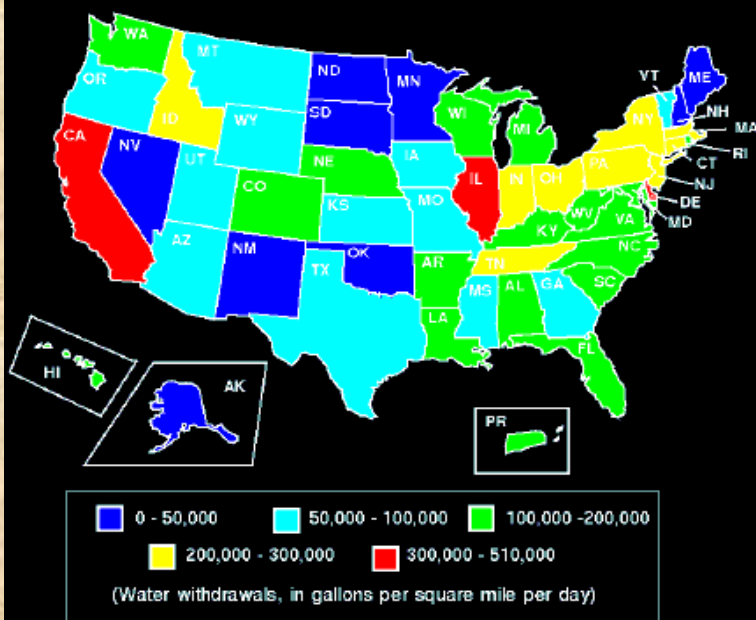 WA
MT
ND
MN
VT
ME
OR
ID
SD
WI
MI
NY
NH
MA
WY
RI
CA
NV
UT
NE
IA
IL
IN
OH
PA
CT
NJ
CO
KS
MO
WV
VA
DE
MD
KY
AZ
NM
OK
TX
AR
TN
NC
MS
AL
GA
SC
LA
FL
HI
AK
PR
0 - 50,000
50,000 - 100,000
100,000 -200,000
200,000 - 300,000
300,000 - 510,000
(Water withdrawals, in gallons per square mile per day)